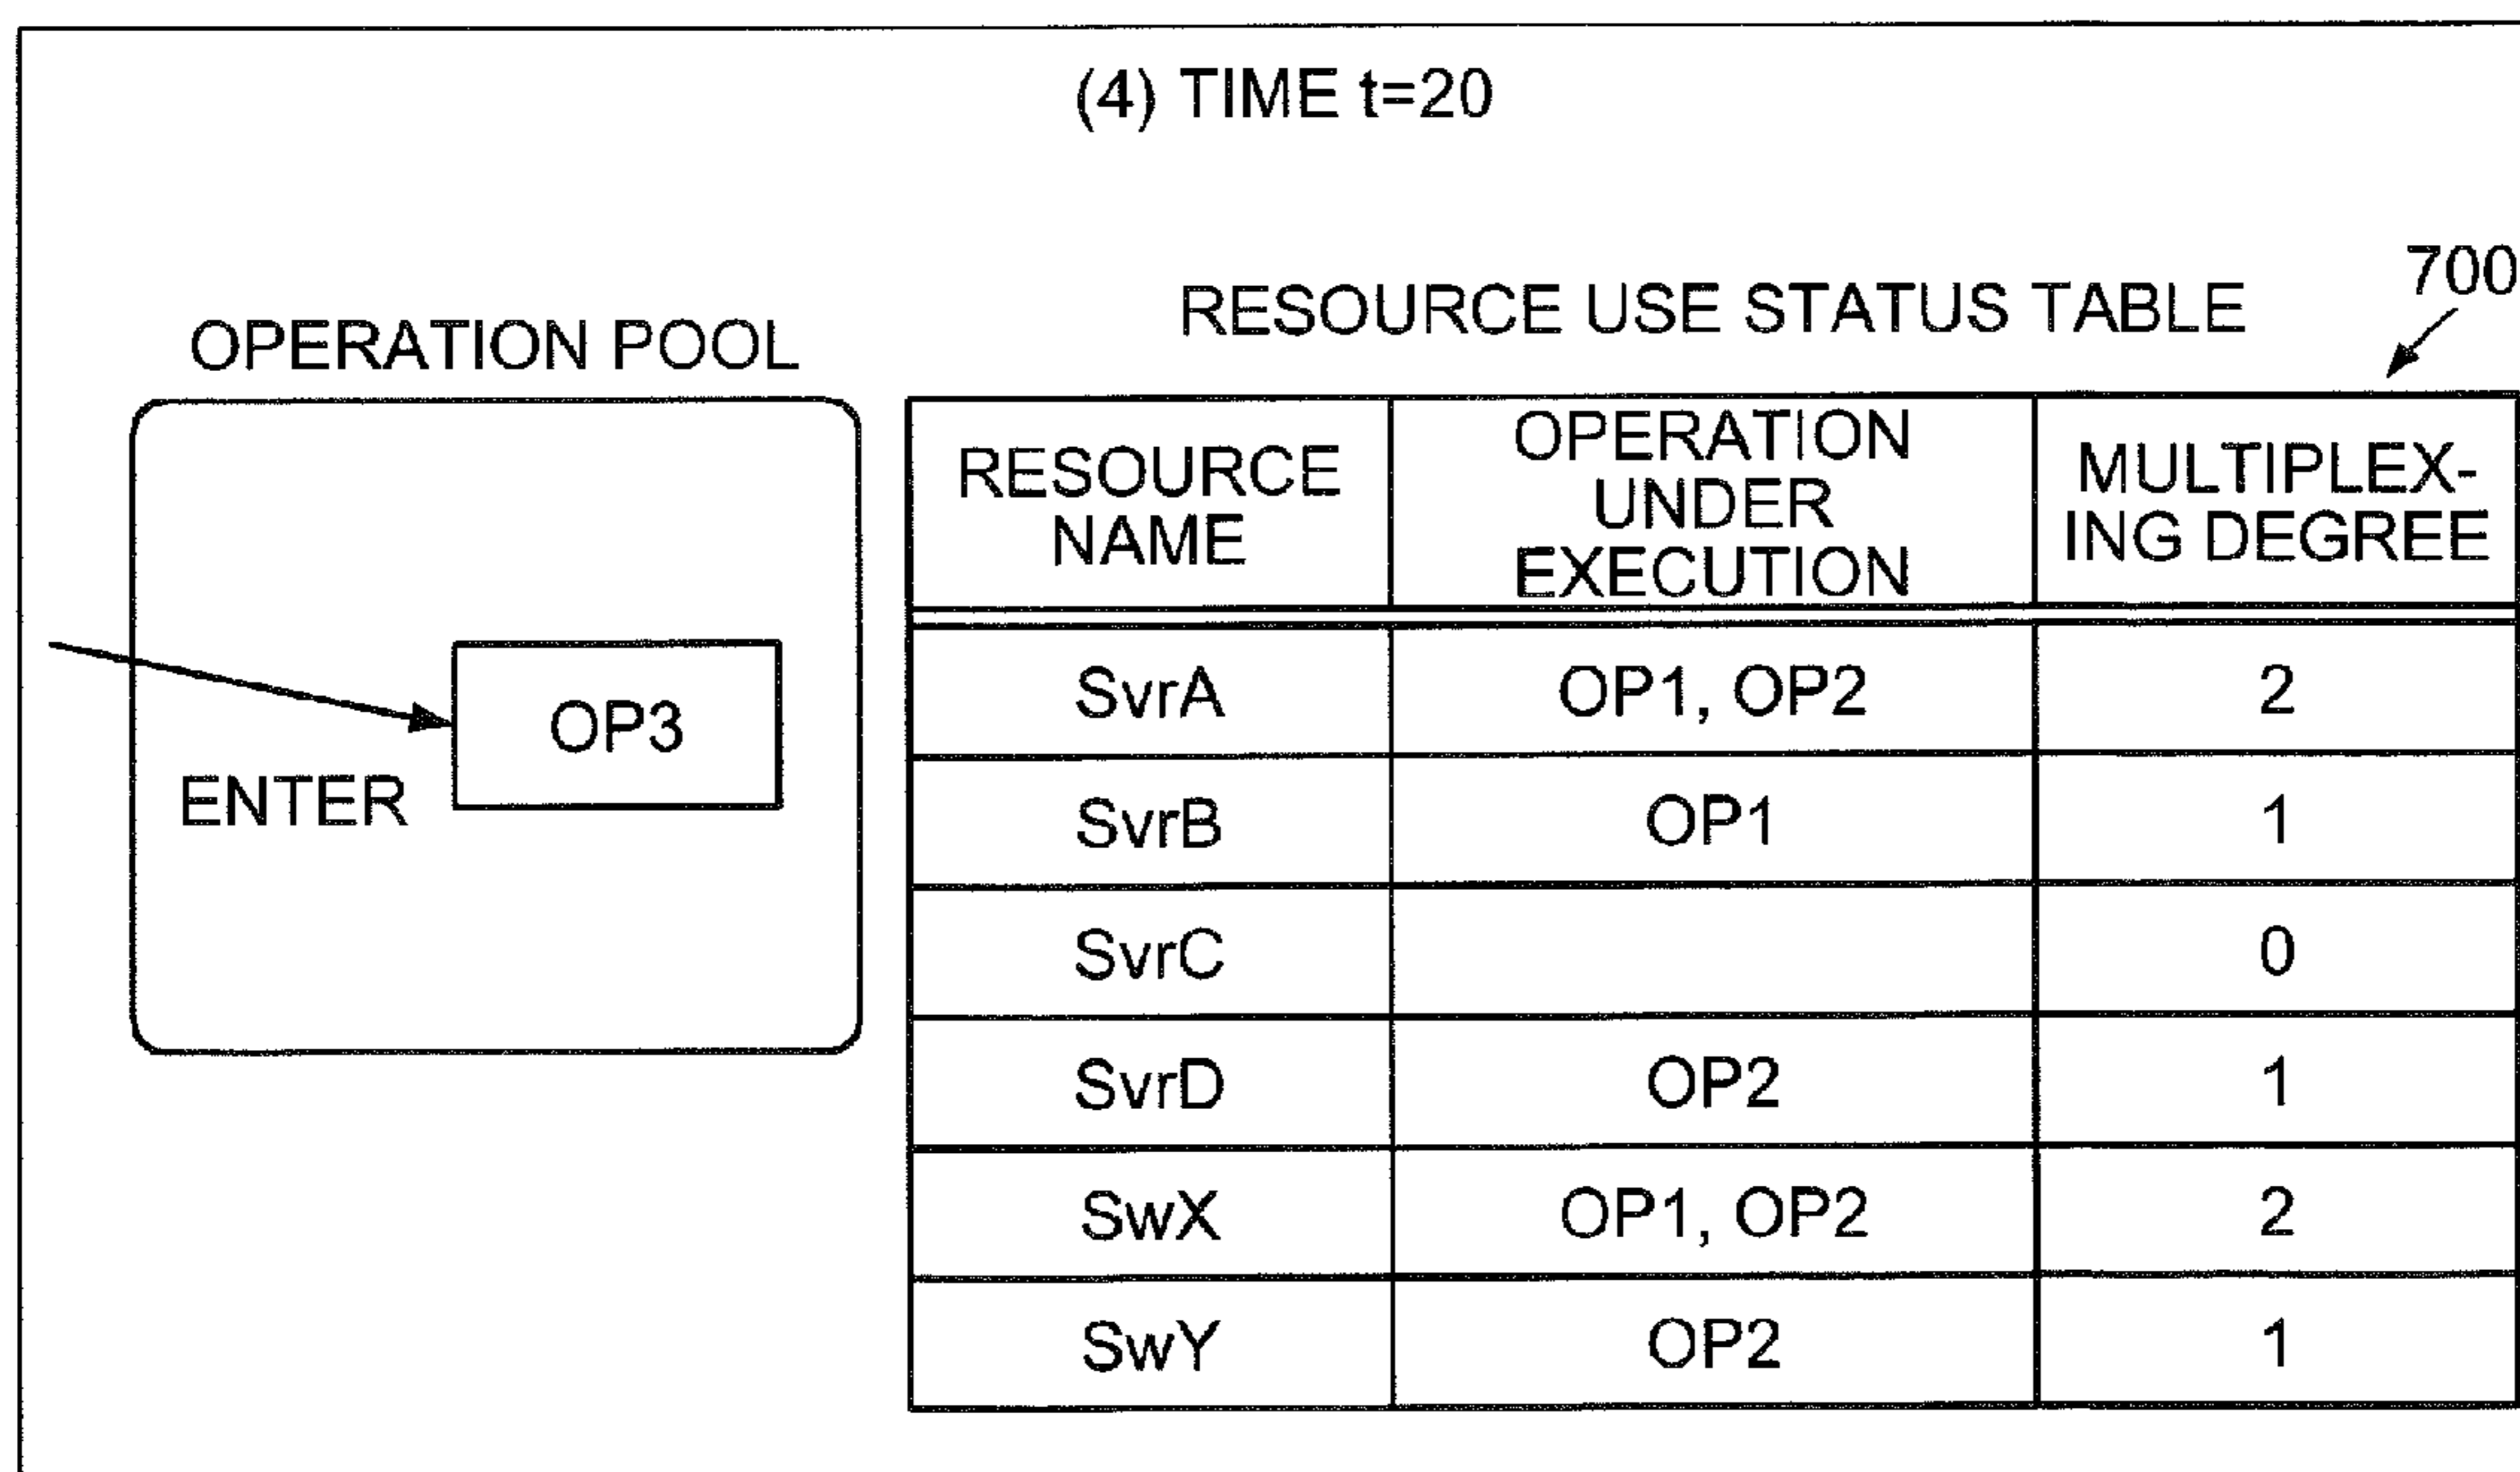 (4) TIME t=20
700
RESOURCE USE STATUS TABLE
OPERATION POOL
ENTER
OP3
RESOURCE
NAME
OPERATION
UNDER
EXECUTION
MULTIPLEX-
ING DEGREE
SvrA OP1, OP2 2
SvrB OP1 1
SvrC 0
SvrD OP2 1
SwX OP1, OP2 2
SwY OP2 1